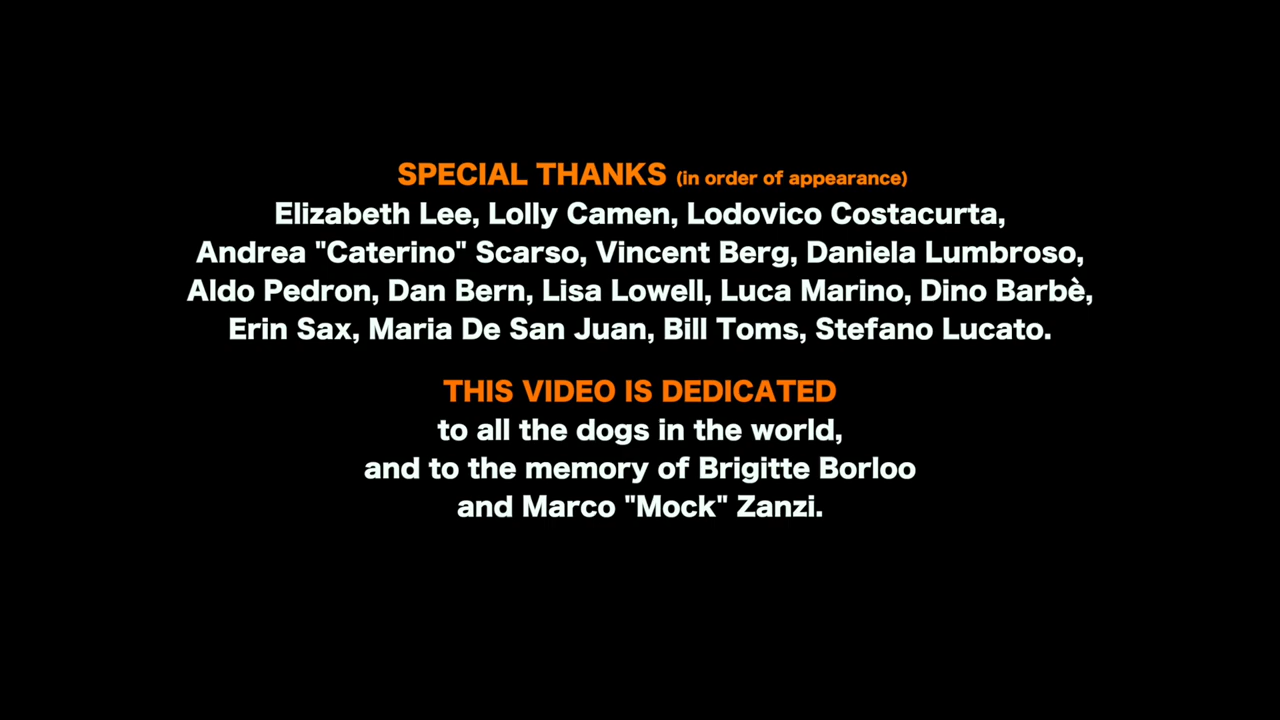 SPECIAL THANKS (in order of appearance)
Elizabeth Lee, Lolly Camen, Lodovico Costacurta,
Andrea "Caterino" Scarso, Vincent Berg, Daniela Lumbroso,
Aldo Pedron, Dan Bern, Lisa Lowell, Luca Marino, Dino Barbè,
Erin Sax, Maria De San Juan, Bill Toms, Stefano Lucato.
THIS VIDEO IS DEDICATED
to all the dogs in the world,
and to the memory of Brigitte Borloo
and Marco "Mock" Zanzi.